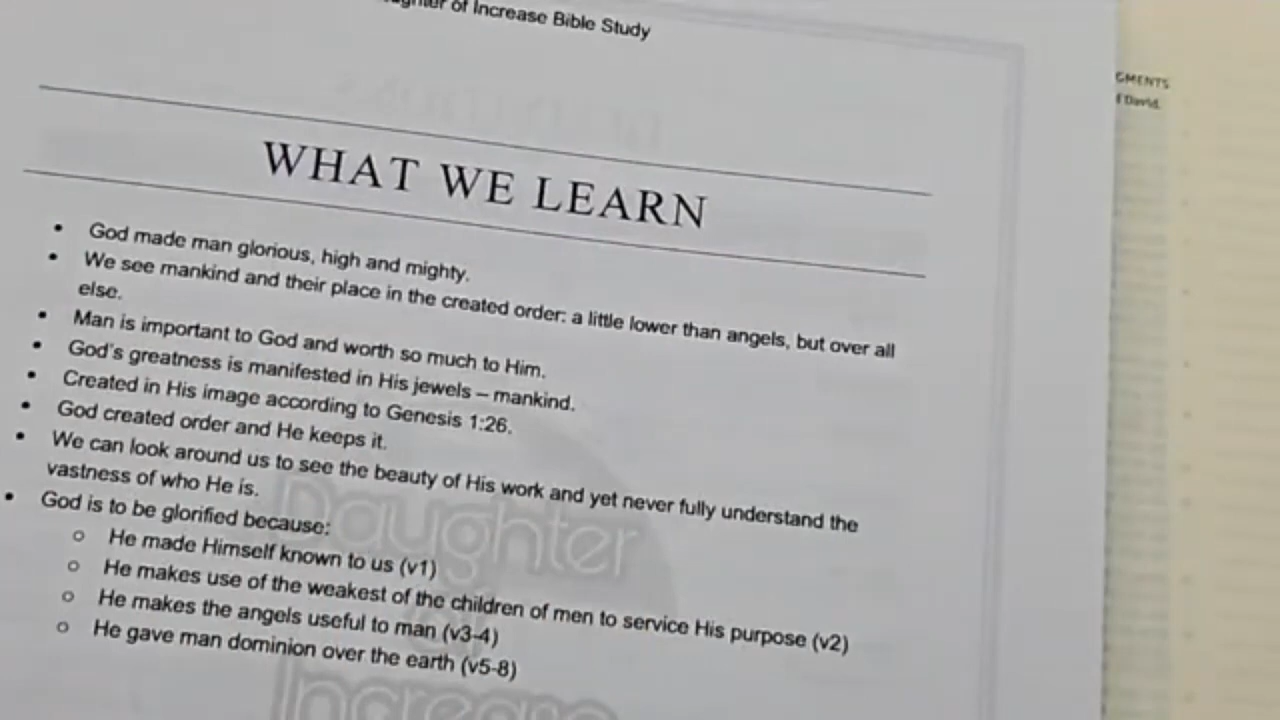 of Increase Bible Study
WHAT WE LEARN
• God made man glorious, high and mighty.
• We see mankind and their place in the created order: a little lower than angels, but over all
else.
• Man is important to God and worth so much to Him.
• God's greatness is manifested in His jewels – mankind.
• Created in His image according to Genesis 1:26.
• God created order and He keeps it.
• We can look around us to see the beauty of His work and yet never fully understand the
vastness of who He is.
• God is to be glorified because:
o He made Himself known to us (v1)
o He makes use of the weakest of the children of men to service His purpose (v2)
o He makes the angels useful to man (v3-4)
o He gave man dominion over the earth (v5-8)
Daughter
of
Increase
GMENTS
David.